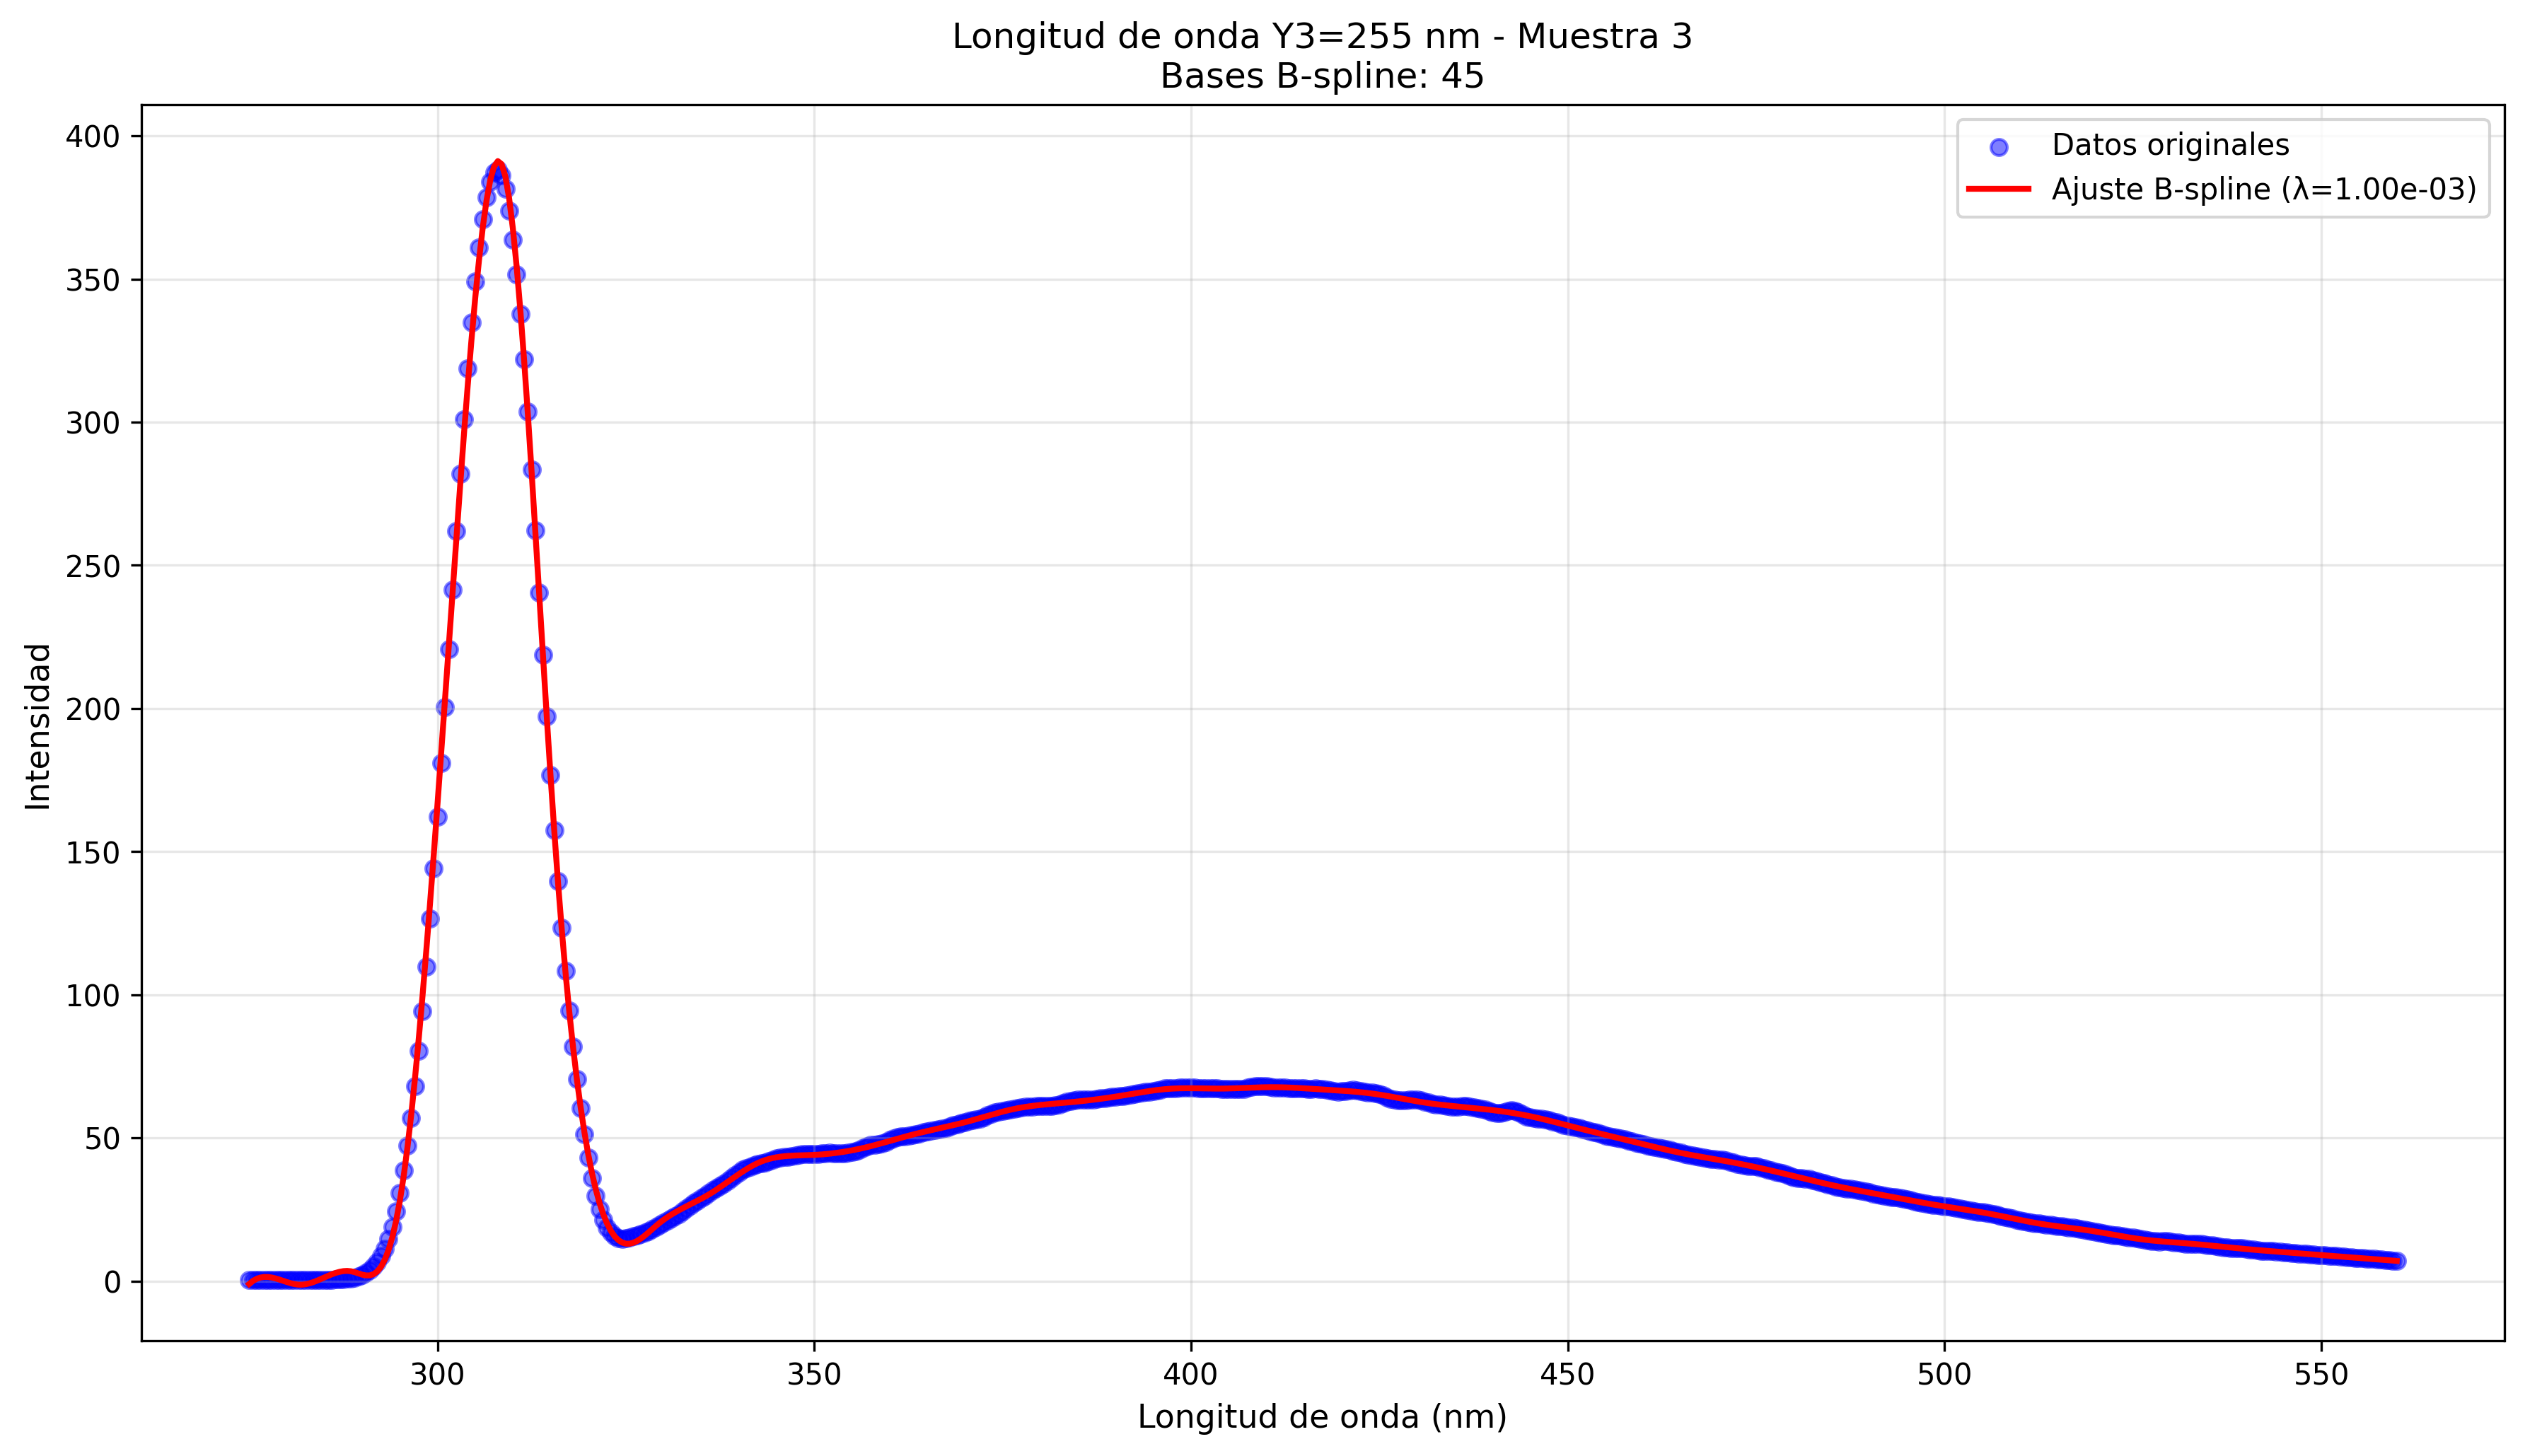 Longitud de onda Y3=255 nm - Muestra 3
Bases B-spline: 45
Datos originales
Ajuste B-spline (λ=1.00e-03)
Intensidad
400
350
300
250
200
150
100
50
0
300 350 400 450 500 550
Longitud de onda (nm)